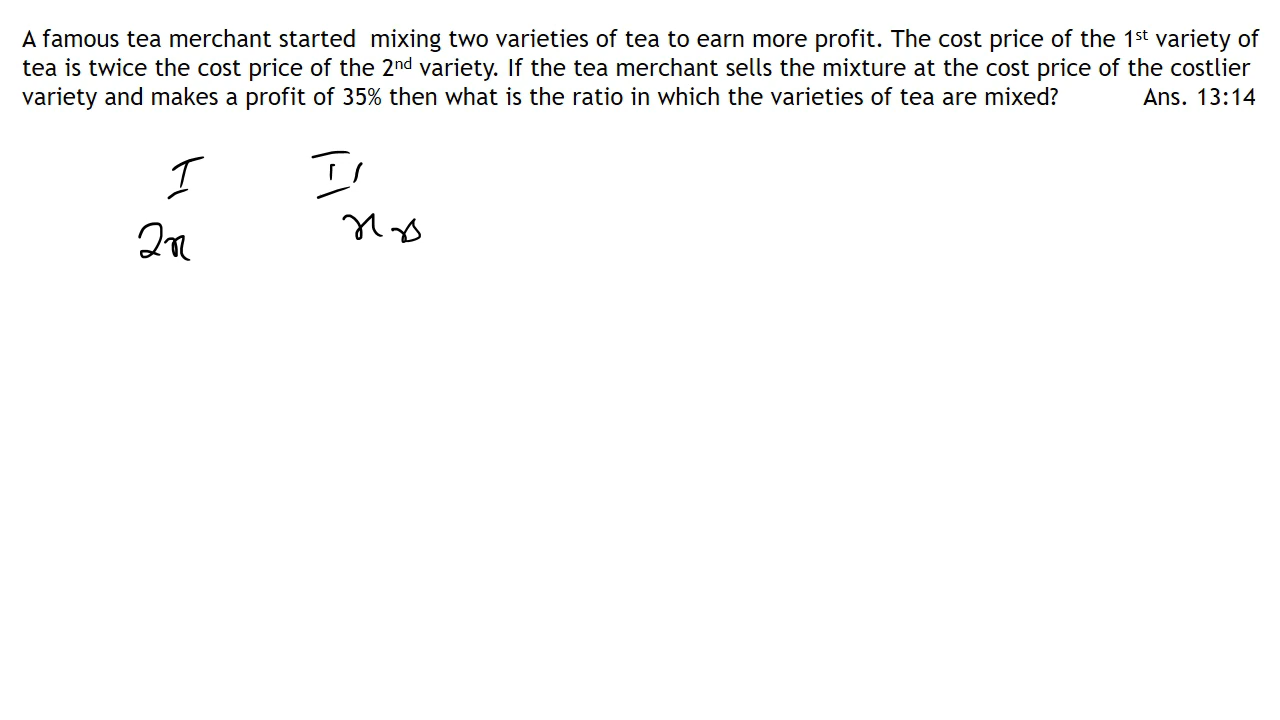 A famous tea merchant started  mixing two varieties of tea to earn more profit. The cost price of the 1st variety of
tea is twice the cost price of the 2nd variety. If the tea merchant sells the mixture at the cost price of the costlier
variety and makes a profit of 35% then what is the ratio in which the varieties of tea are mixed? Ans. 13:14
I II
2x x